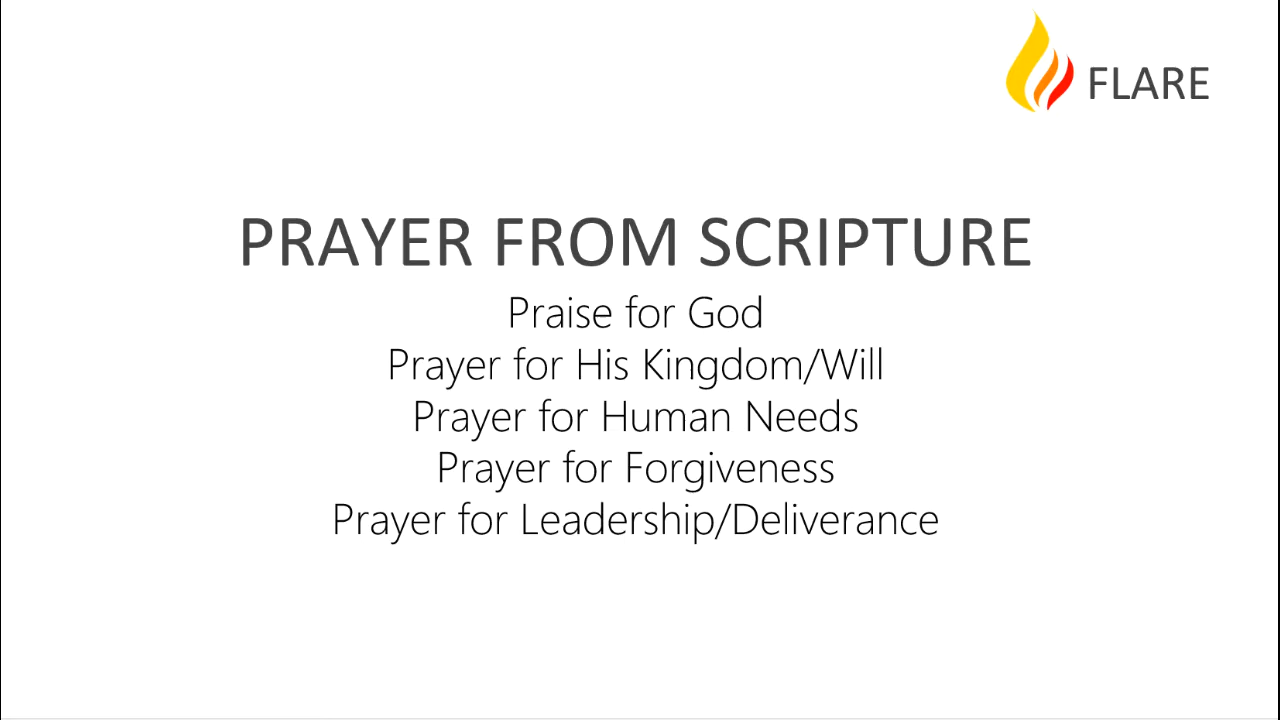 FLARE
PRAYER FROM SCRIPTURE
Praise for God
Prayer for His Kingdom/Will
Prayer for Human Needs
Prayer for Forgiveness
Prayer for Leadership/Deliverance